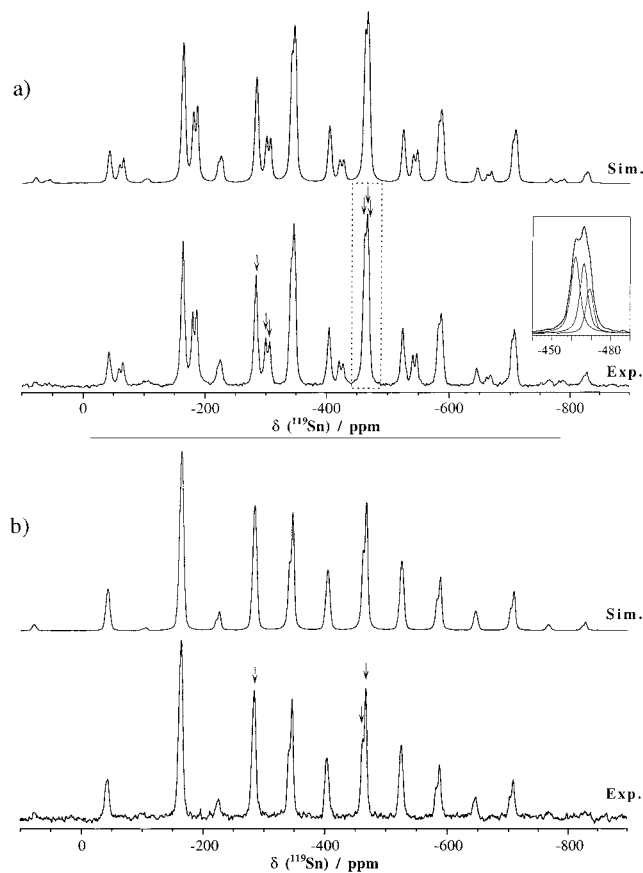 a)
Sim.
-450 -480
Exp.
0 -200 -400 -600 -800
δ (¹¹⁹Sn) / ppm
b)
Sim.
Exp.
0 -200 -400 -600 -800
δ (¹¹⁹Sn) / ppm